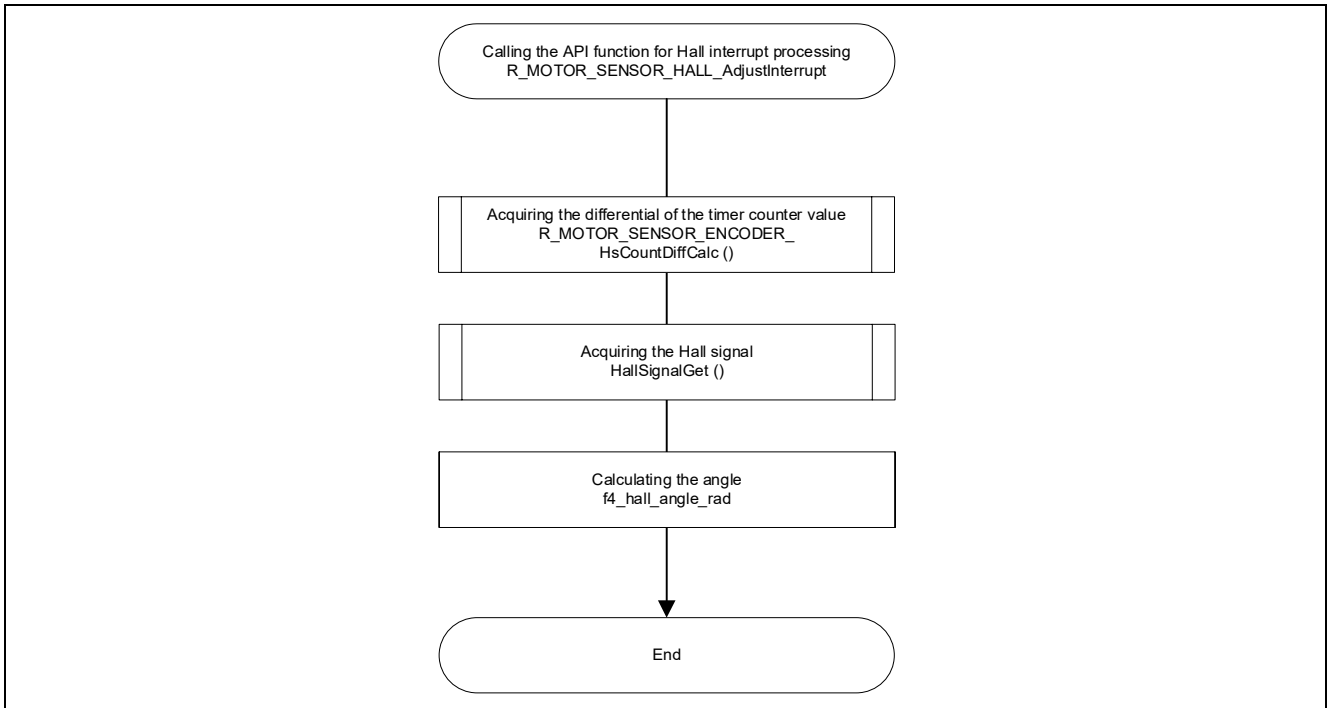 Calling the API function for Hall interrupt processing
R_MOTOR_SENSOR_HALL_AdjustInterrupt
Acquiring the differential of the timer counter value
R_MOTOR_SENSOR_ENCODER_
HsCountDiffCalc ()
Acquiring the Hall signal
HallSignalGet ()
Calculating the angle
f4_hall_angle_rad
End